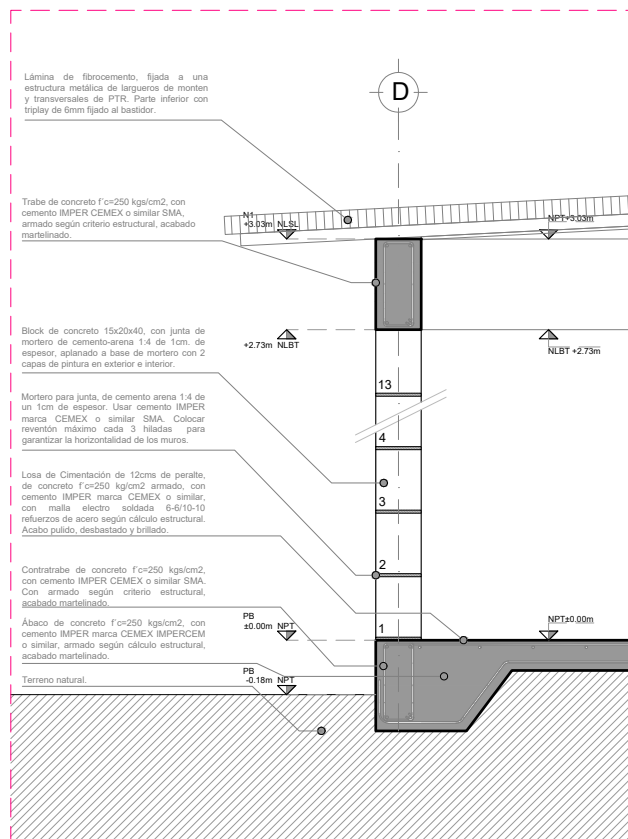 Lámina de fibrocemento, fijada a una
estructura metálica de largueros de monten
y transversales de PTR. Parte inferior con
triplay de 6mm fijado al bastidor.
D
Trabe de concreto f´c=250 kgs/cm2, con
cemento IMPER CEMEX o similar SMA,
armado según criterio estructural, acabado
martelinado.
N1
+3.03m NLSL
NPT+3.03m
+2.73m NLBT
NLBT +2.73m
Block de concreto 15x20x40, con junta de
mortero de cemento-arena 1:4 de 1cm. de
espesor, aplanado a base de mortero con 2
capas de pintura en exterior e interior.
13
Mortero para junta, de cemento arena 1:4 de
un 1cm de espesor. Usar cemento IMPER
marca CEMEX o similar SMA. Colocar
reventón máximo cada 3 hiladas para
garantizar la horizontalidad de los muros.
4
Losa de Cimentación de 12cms de peralte,
de concreto f´c=250 kg/cm2 armado, con
cemento IMPER marca CEMEX o similar,
con malla electro soldada 6-6/10-10
refuerzos de acero según cálculo estructural.
Acabo pulido, desbastado y brillado.
3
Contratrabe de concreto f´c=250 kgs/cm2,
con cemento IMPER CEMEX o similar SMA.
Con armado según criterio estructural,
acabado martelinado.
2
Ábaco de concreto f´c=250 kgs/cm2, con
cemento IMPER marca CEMEX IMPERCEM
o similar, armado según cálculo estructural,
acabado martelinado.
PB
±0.00m NPT
1
NPT±0.00m
Terreno natural.
PB
-0.18m NPT